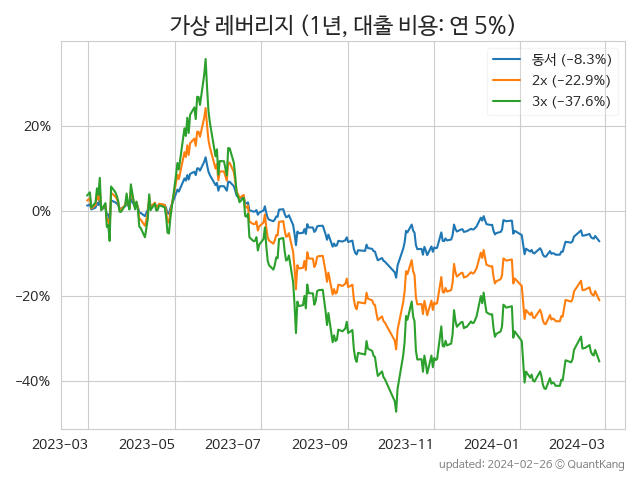 가상 레버리지 (1년, 대출 비용: 연 5%)
동서 (−8.3%)
2x (−22.9%)
3x (−37.6%)
20%
0%
−20%
−40%
2023-03 2023-05 2023-07 2023-09 2023-11 2024-01 2024-03
updated: 2024-02-26 © QuantKang